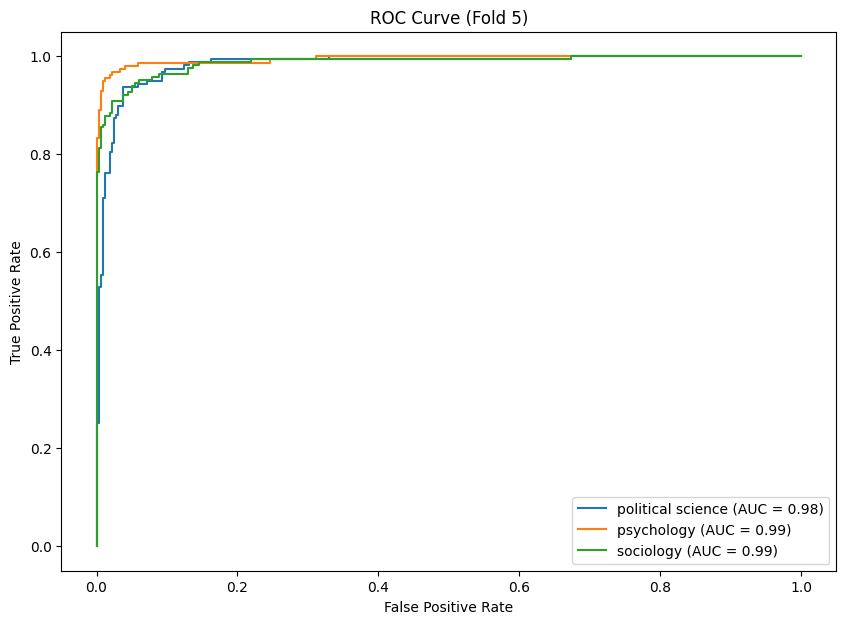 ROC Curve (Fold 5)
True Positive Rate
1.0
0.8
0.6
0.4
0.2
0.0
0.0 0.2 0.4 0.6 0.8 1.0
False Positive Rate
political science (AUC = 0.98)
psychology (AUC = 0.99)
sociology (AUC = 0.99)